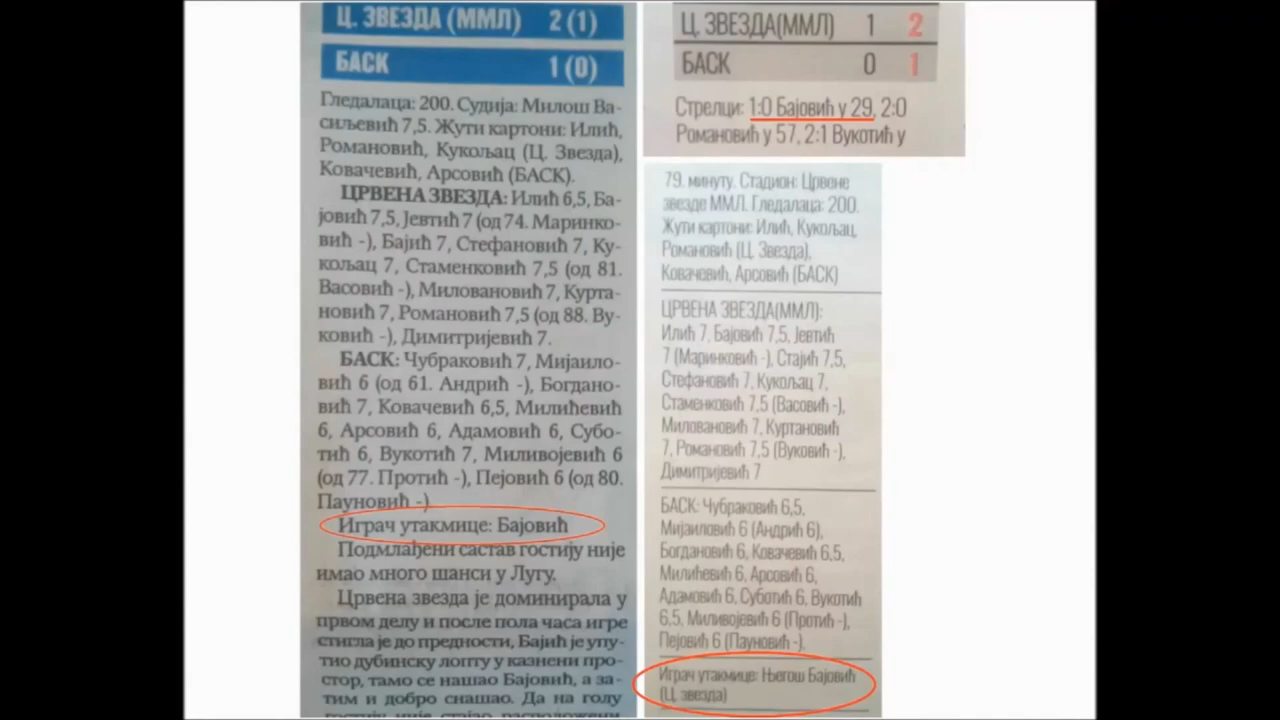 Ц. ЗВЕЗДА (ММЛ) 2 (1)
БАСК 1 (0)
Гледалаца: 200. Судија: Милош Ва-
сиљевић 7,5. Жути картони: Илић,
Романовић, Кукољац (Ц. Звезда),
Ковачевић, Арсовић (БАСК).
ЦРВЕНА ЗВЕЗДА: Илић 6,5, Ба-
јовић 7,5, Јевтић 7 (од 74. Маринко-
вић -), Бајић 7, Стефановић 7, Ку-
кољац 7, Стаменковић 7,5 (од 81.
Васовић -), Миловановић 7, Курта-
новић 7, Романовић 7,5 (од 88. Ву-
ковић -), Димитријевић 7.
БАСК: Чубраковић 7, Мијаило-
вић 6 (од 61. Андрић -), Богдано-
вић 7, Ковачевић 6,5, Милићевић
6, Арсовић 6, Адамовић 6, Субо-
тић 6, Вукотић 7, Миливојевић 6
(од 77. Протић -), Пејовић 6 (од 80.
Пауновић -).
Играч утакмице: Бајовић
Подмлађени састав гостију није
имао много шанси у Лугу.
Црвена звезда је доминирала у
првом делу и после пола часа игре
стигла је до предности, Бајић је упу-
тио дубинску лопту у казнени про-
стор, тамо се нашао Бајовић, а за-
тим и добро снашао. Да на голу
гостију није стајао расположени
Ц. ЗВЕЗДА(ММЛ) 1 2
БАСК 0 1
Стрелци: 1:0 Бајовић у 29, 2:0
Романовић у 57, 2:1 Вукотић у
79. минуту. Стадион: Црвене
звезде ММЛ. Гледалаца: 200.
Жути картони: Илић, Кукољац,
Романовић (Ц. Звезда),
Ковачевић, Арсовић (БАСК)
ЦРВЕНА ЗВЕЗДА(ММЛ):
Илић 7, Бајовић 7,5, Јевтић
7 (Маринковић -), Стајић 7,5,
Стефановић 7, Кукољац 7,
Стаменковић 7,5 (Васовић -),
Миловановић 7, Куртановић
7, Романовић 7,5 (Вуковић -),
Димитријевић 7
БАСК: Чубраковић 6,5,
Мијаиловић 6 (Андрић 6),
Богдановић 6, Ковачевић 6,5,
Милићевић 6, Арсовић 6,
Адамовић 6, Суботић 6, Вукотић
6,5, Миливојевић 6 (Протић -),
Пејовић 6 (Пауновић -),
Играч утакмице: Његош Бајовић
(Ц. звезда)